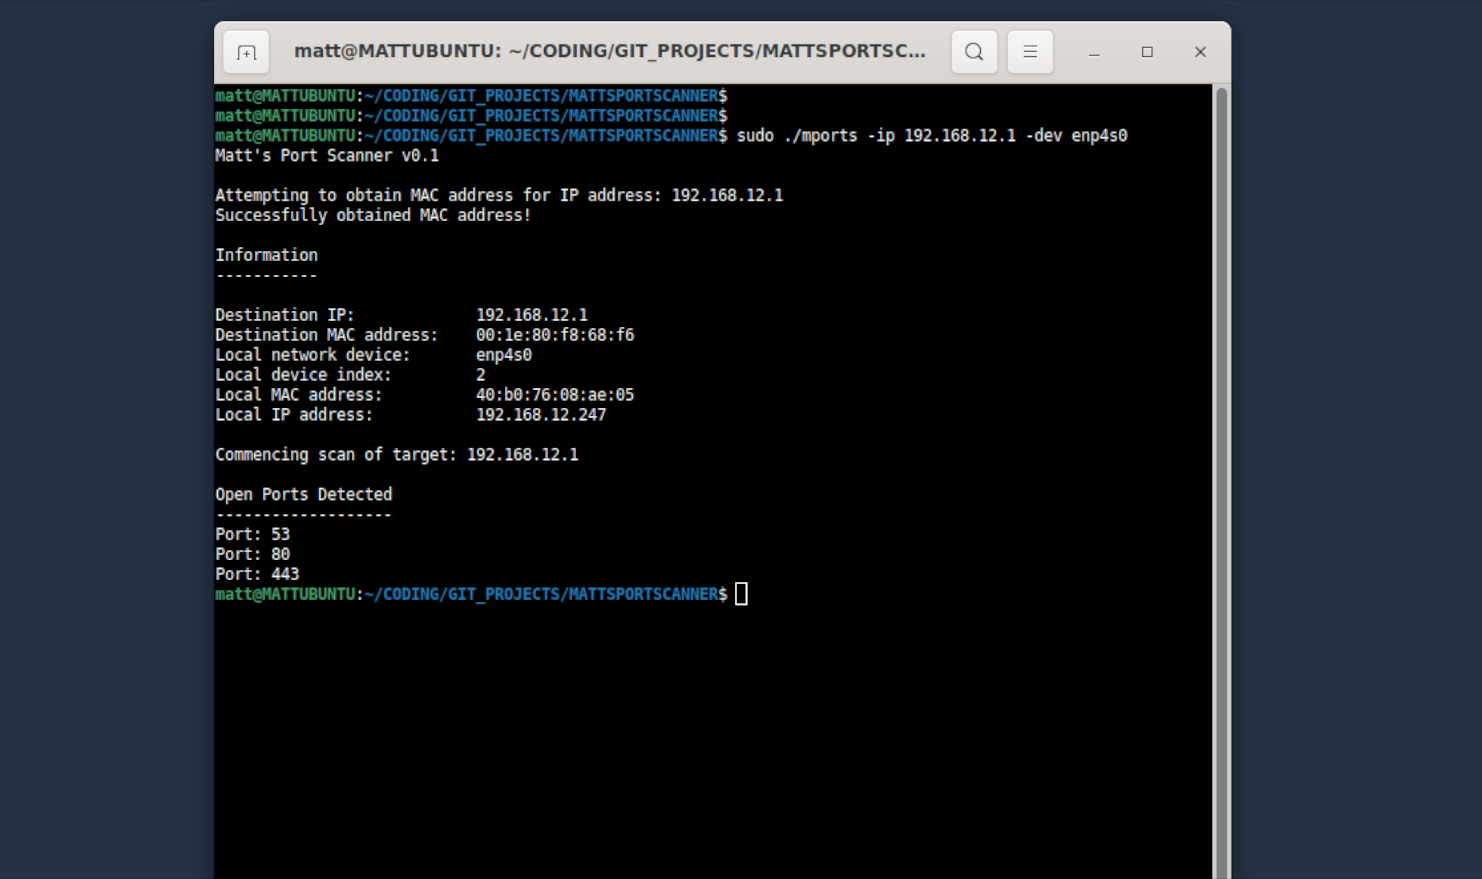 matt@MATTUBUNTU: ~/CODING/GIT_PROJECTS/MATTSPORTSC...
matt@MATTUBUNTU:~/CODING/GIT_PROJECTS/MATTSPORTSCANNER$
matt@MATTUBUNTU:~/CODING/GIT_PROJECTS/MATTSPORTSCANNER$
matt@MATTUBUNTU:~/CODING/GIT_PROJECTS/MATTSPORTSCANNER$ sudo ./mports -ip 192.168.12.1 -dev enp4s0
Matt's Port Scanner v0.1
Attempting to obtain MAC address for IP address: 192.168.12.1
Successfully obtained MAC address!
Information
-----------
Destination IP: 192.168.12.1
Destination MAC address: 00:1e:80:f8:68:f6
Local network device: enp4s0
Local device index: 2
Local MAC address: 40:b0:76:08:ae:05
Local IP address: 192.168.12.247
Commencing scan of target: 192.168.12.1
Open Ports Detected
-------------------
Port: 53
Port: 80
Port: 443
matt@MATTUBUNTU:~/CODING/GIT_PROJECTS/MATTSPORTSCANNER$